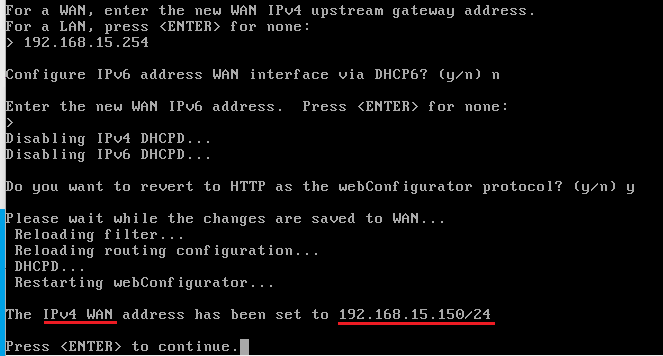 For a WAN, enter the new WAN IPv4 upstream gateway address.
For a LAN, press <ENTER> for none:
> 192.168.15.254
Configure IPv6 address WAN interface via DHCP6? (y/n) n
Enter the new WAN IPv6 address.  Press <ENTER> for none:
>
Disabling IPv4 DHCPD...
Disabling IPv6 DHCPD...
Do you want to revert to HTTP as the webConfigurator protocol? (y/n) y
Please wait while the changes are saved to WAN...
 Reloading filter...
 Reloading routing configuration...
 DHCPD...
 Restarting webConfigurator...
The IPv4 WAN address has been set to 192.168.15.150/24
Press <ENTER> to continue.